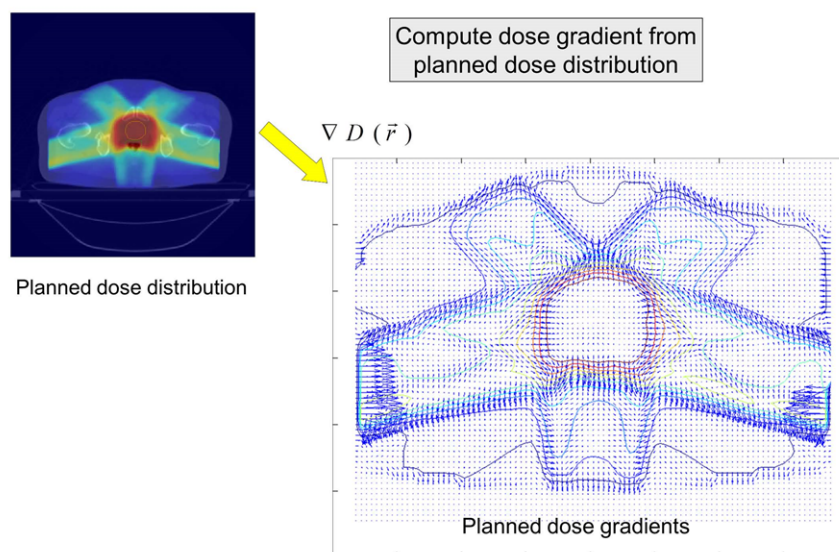 Compute dose gradient from
planned dose distribution
∇ D (r⃗)
Planned dose distribution
Planned dose gradients